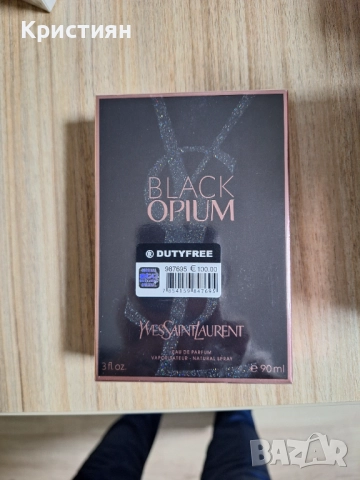 Кристиян
BLACK
OPIUM
B DUTYFREE
987695 € 100.00
YVESSAINTLAURENT
EAU DE PARFUM
VAPORISATEUR - NATURAL SPRAY
3 fl.oz. e 90 ml
BAZAR